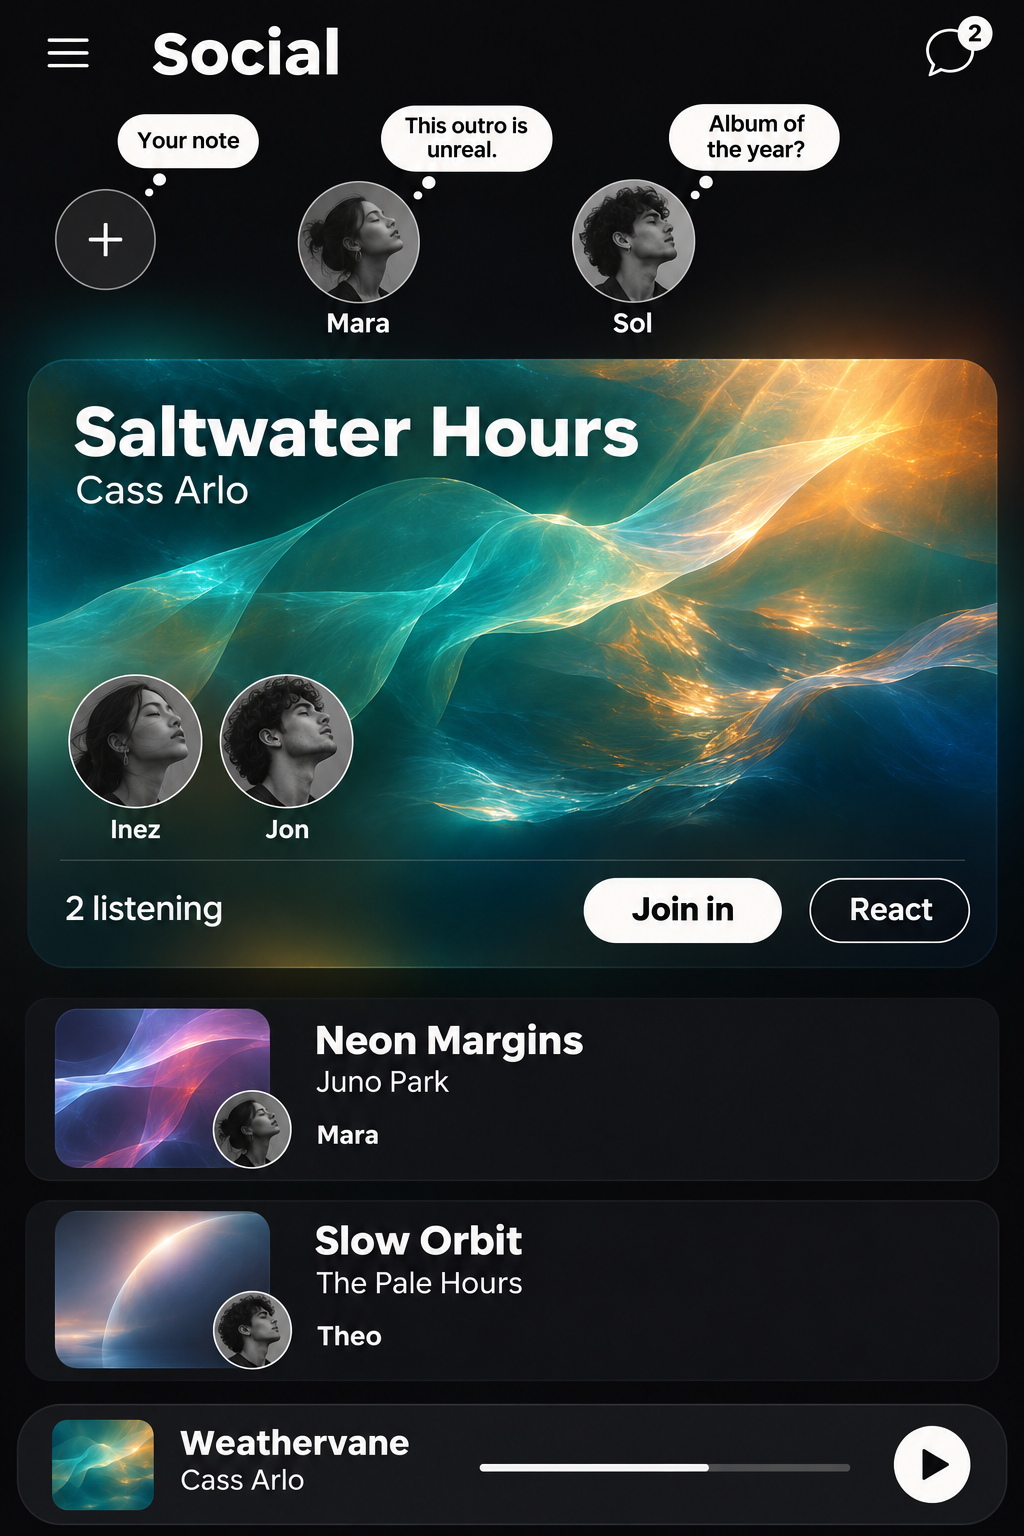 Social
2
Your note
This outro is
unreal.
Album of
the year?
Mara
Sol
Saltwater Hours
Cass Arlo
Inez
Jon
2 listening
Join in
React
Neon Margins
Juno Park
Mara
Slow Orbit
The Pale Hours
Theo
Weathervane
Cass Arlo